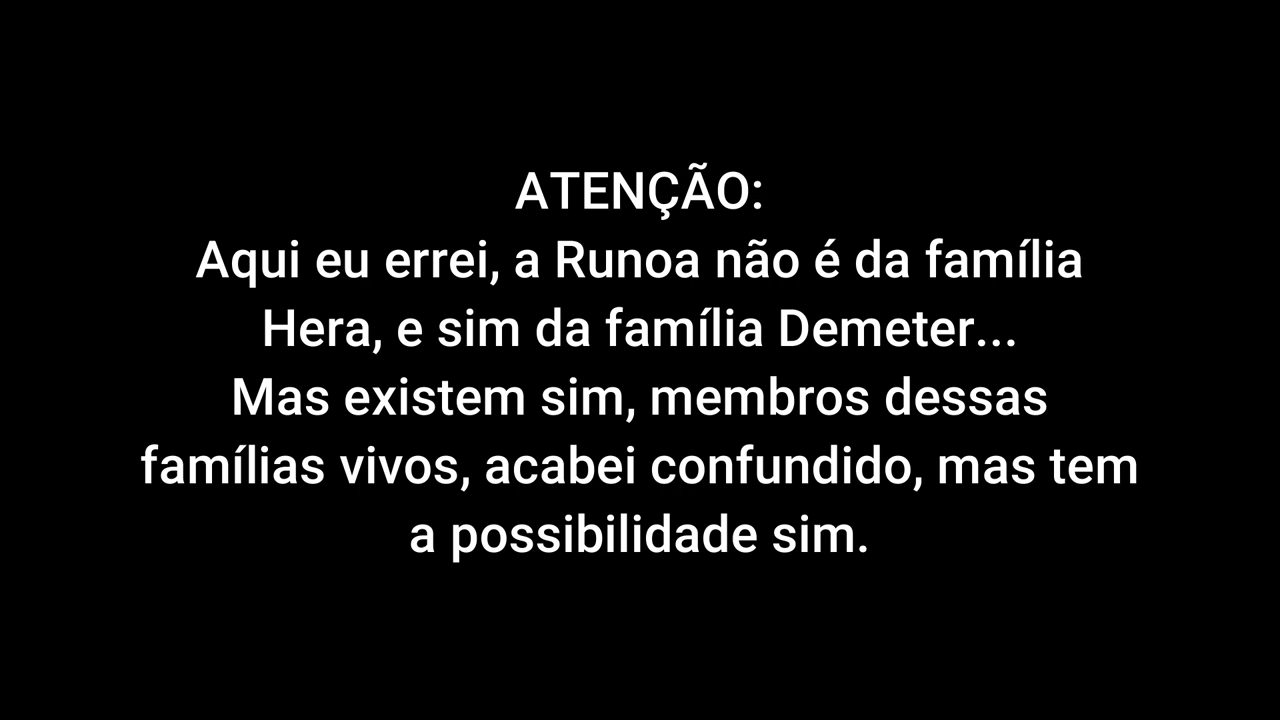 ATENÇÃO:
Aqui eu errei, a Runoa não é da família
Hera, e sim da família Demeter...
Mas existem sim, membros dessas
famílias vivos, acabei confundido, mas tem
a possibilidade sim.